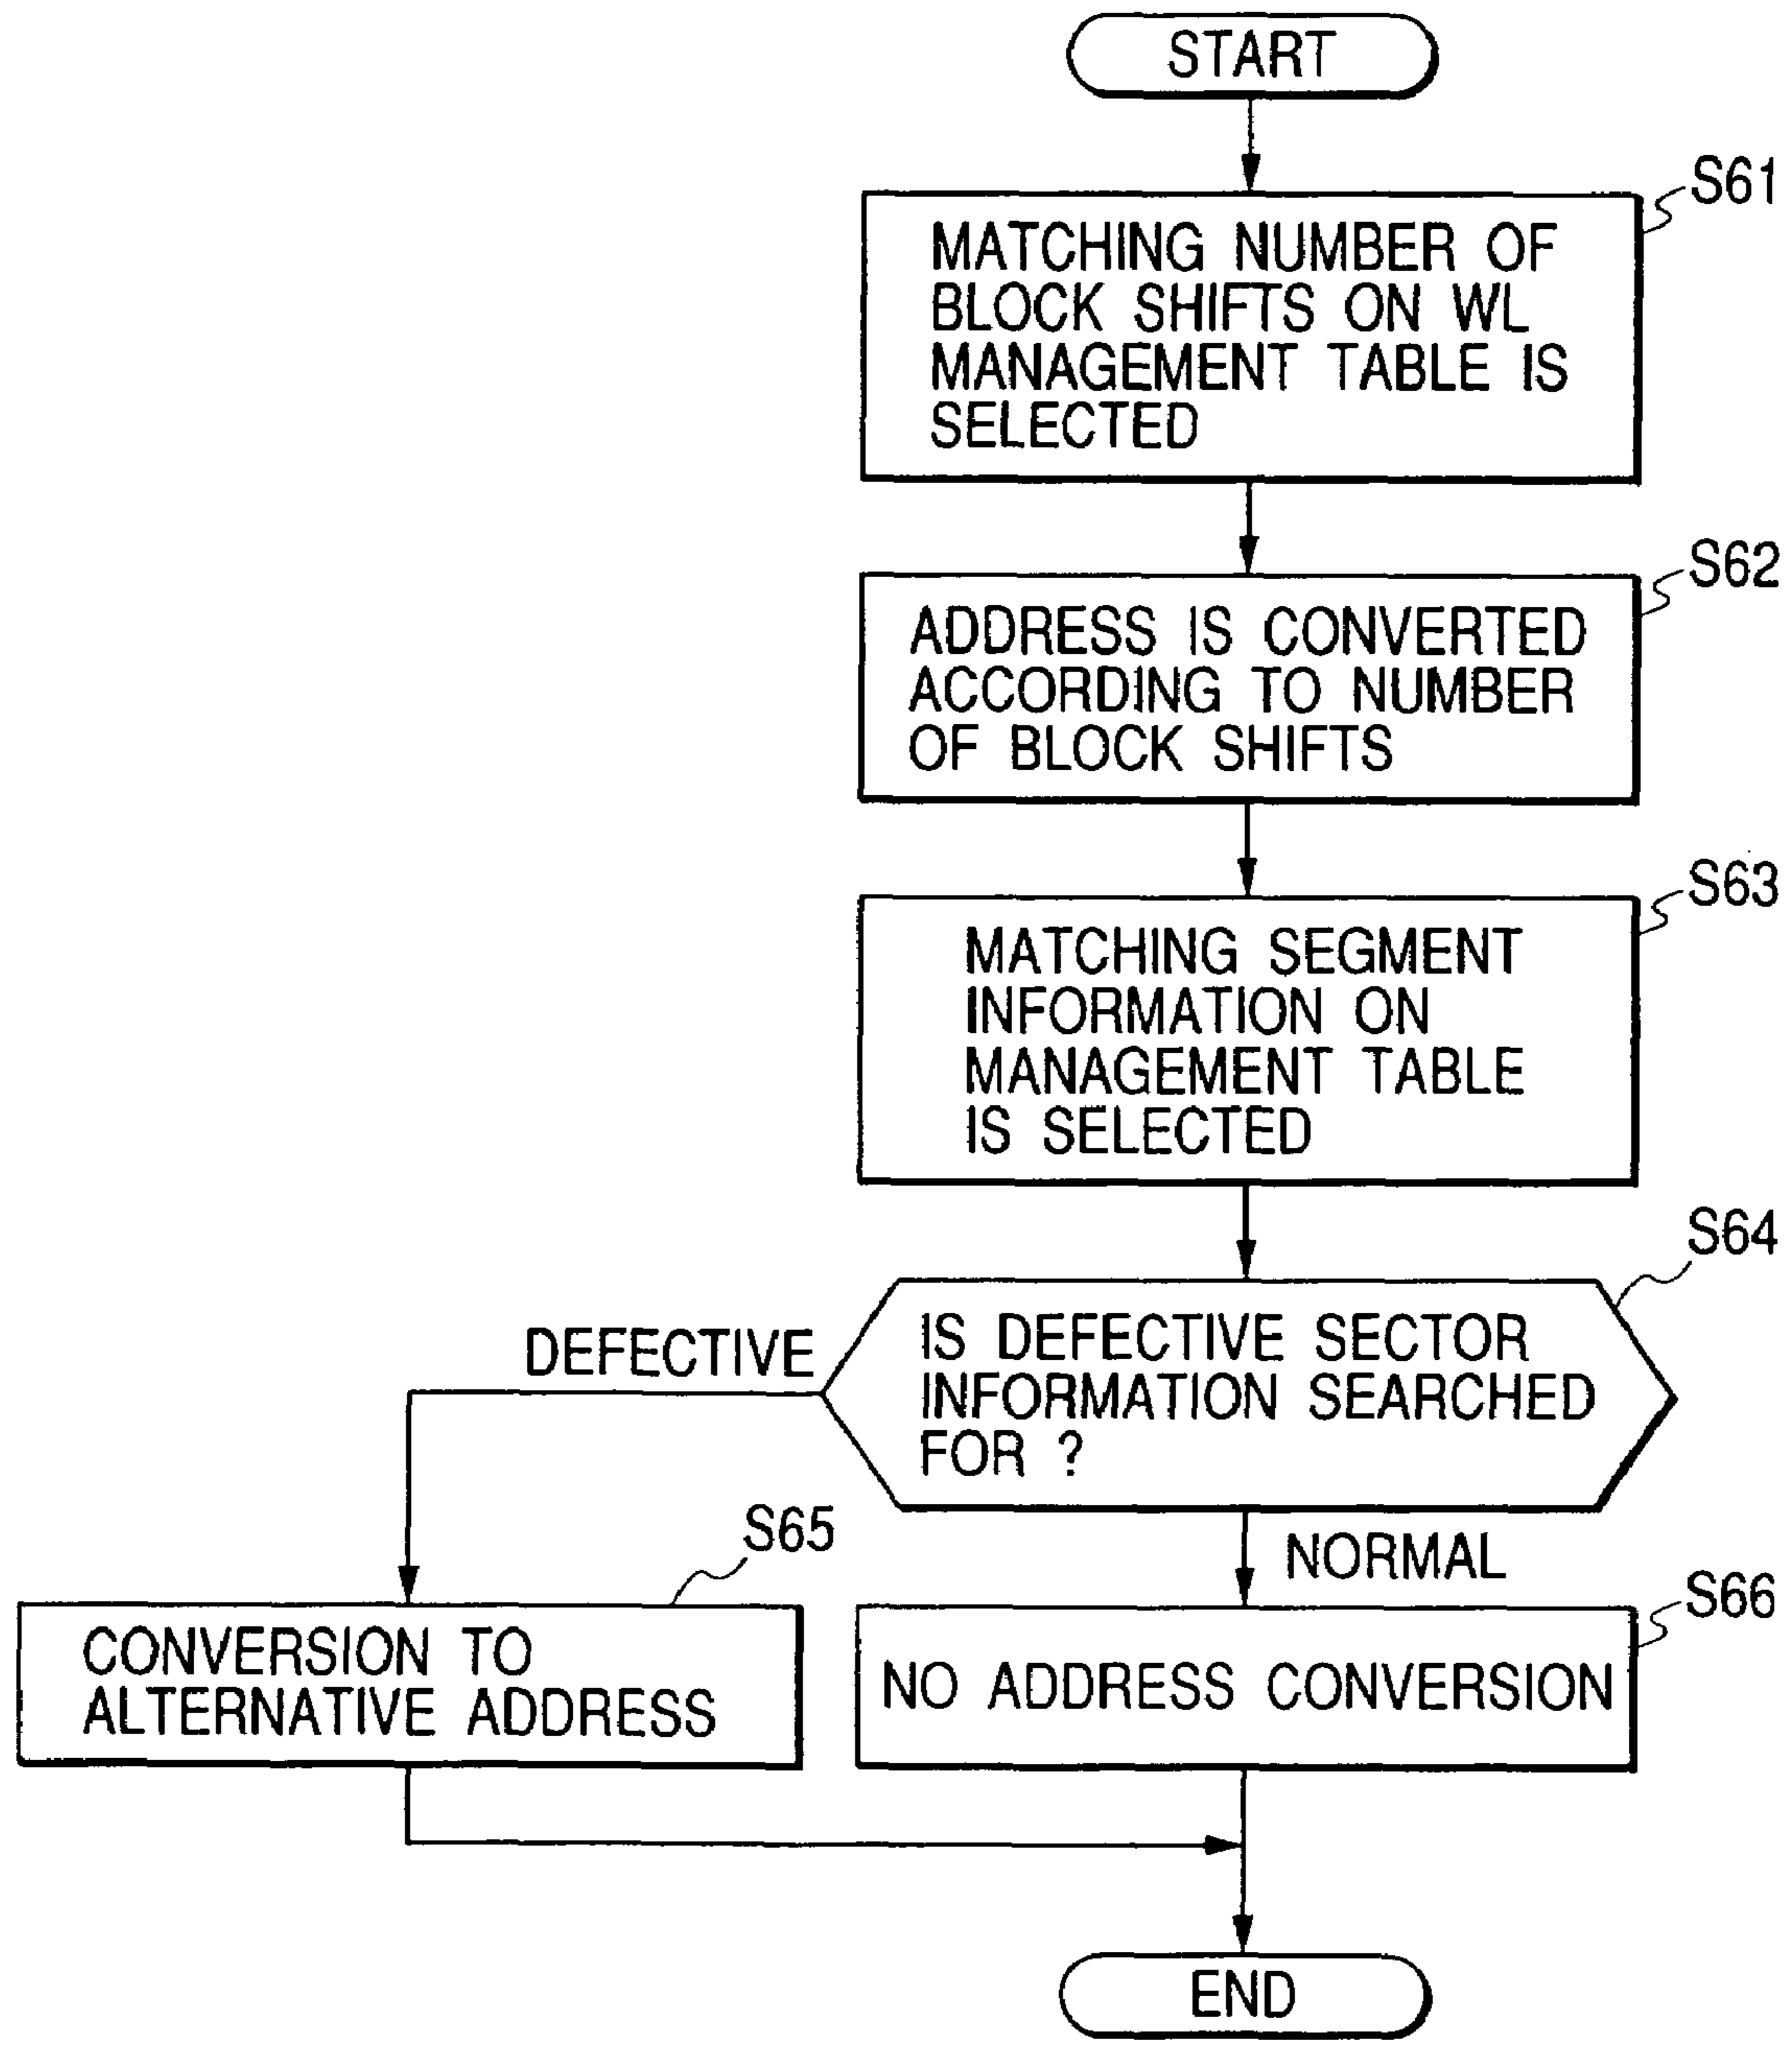 START
S61
MATCHING NUMBER OF
BLOCK SHIFTS ON WL
MANAGEMENT TABLE IS
SELECTED
S62
ADDRESS IS CONVERTED
ACCORDING TO NUMBER
OF BLOCK SHIFTS
S63
MATCHING SEGMENT
INFORMATION ON
MANAGEMENT TABLE
IS SELECTED
S64
IS DEFECTIVE SECTOR
INFORMATION SEARCHED
FOR ?
DEFECTIVE
NORMAL
S65
CONVERSION TO
ALTERNATIVE ADDRESS
S66
NO ADDRESS CONVERSION
END